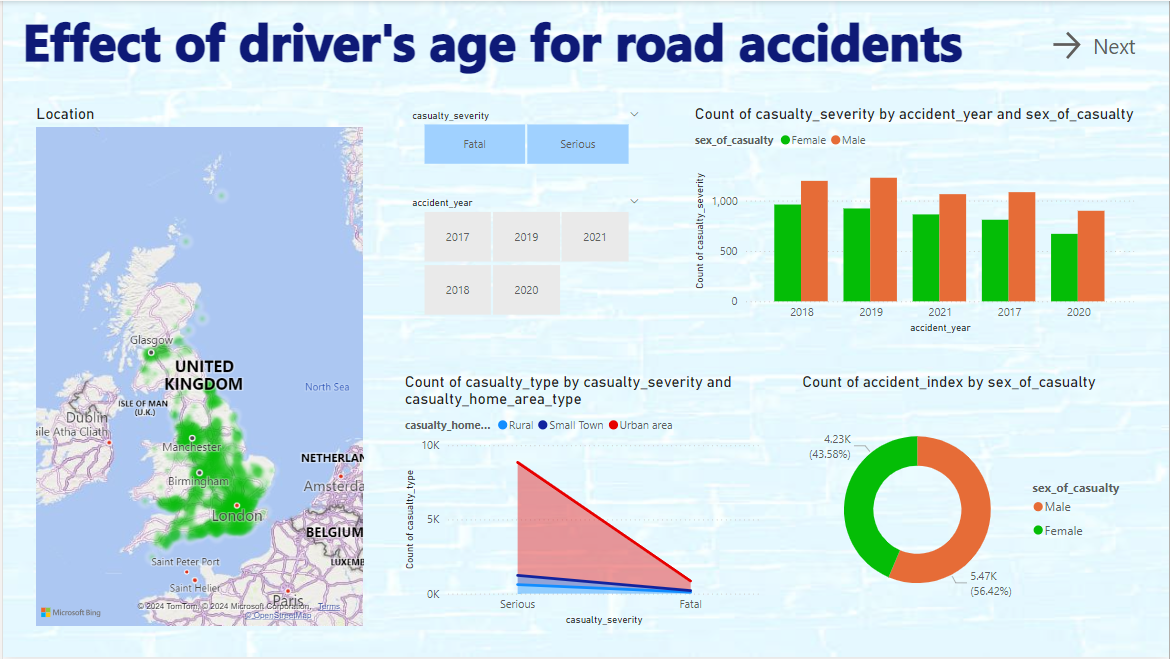 Effect of driver's age for road accidents
Next
Location
Glasgow
UNITED
KINGDOM
North Sea
ISLE OF MAN
(U.K.)
Dublin
aile Átha Cliath
Manchester
NETHERLAN
Birmingham
Amsterda
London
BELGIUM
Saint Peter Port
LUXEMB
Saint Helier
Paris
Microsoft Bing
© 2024 TomTom, © 2024 Microsoft Corporation, Terms
© OpenStreetMap
casualty_severity
Fatal
Serious
accident_year
2017
2019
2021
2018
2020
Count of casualty_severity by accident_year and sex_of_casualty
sex_of_casualty Female Male
Count of casualty_severity
1,000
500
0
2018
2019
2021
2017
2020
accident_year
Count of casualty_type by casualty_severity and
casualty_home_area_type
casualty_home... Rural Small Town Urban area
Count of casualty_type
10K
5K
0K
Serious
Fatal
casualty_severity
Count of accident_index by sex_of_casualty
4.23K
(43.58%)
5.47K
(56.42%)
sex_of_casualty
Male
Female